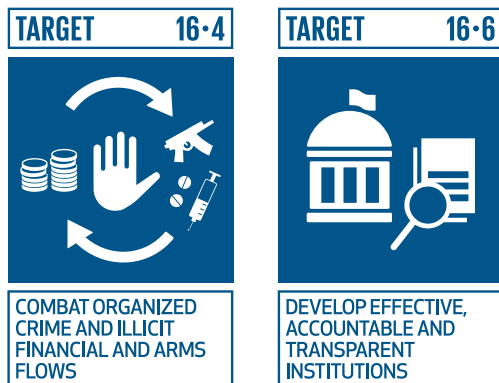 TARGET 16·4
COMBAT ORGANIZED
CRIME AND ILLICIT
FINANCIAL AND ARMS
FLOWS
TARGET 16·6
DEVELOP EFFECTIVE,
ACCOUNTABLE AND
TRANSPARENT
INSTITUTIONS